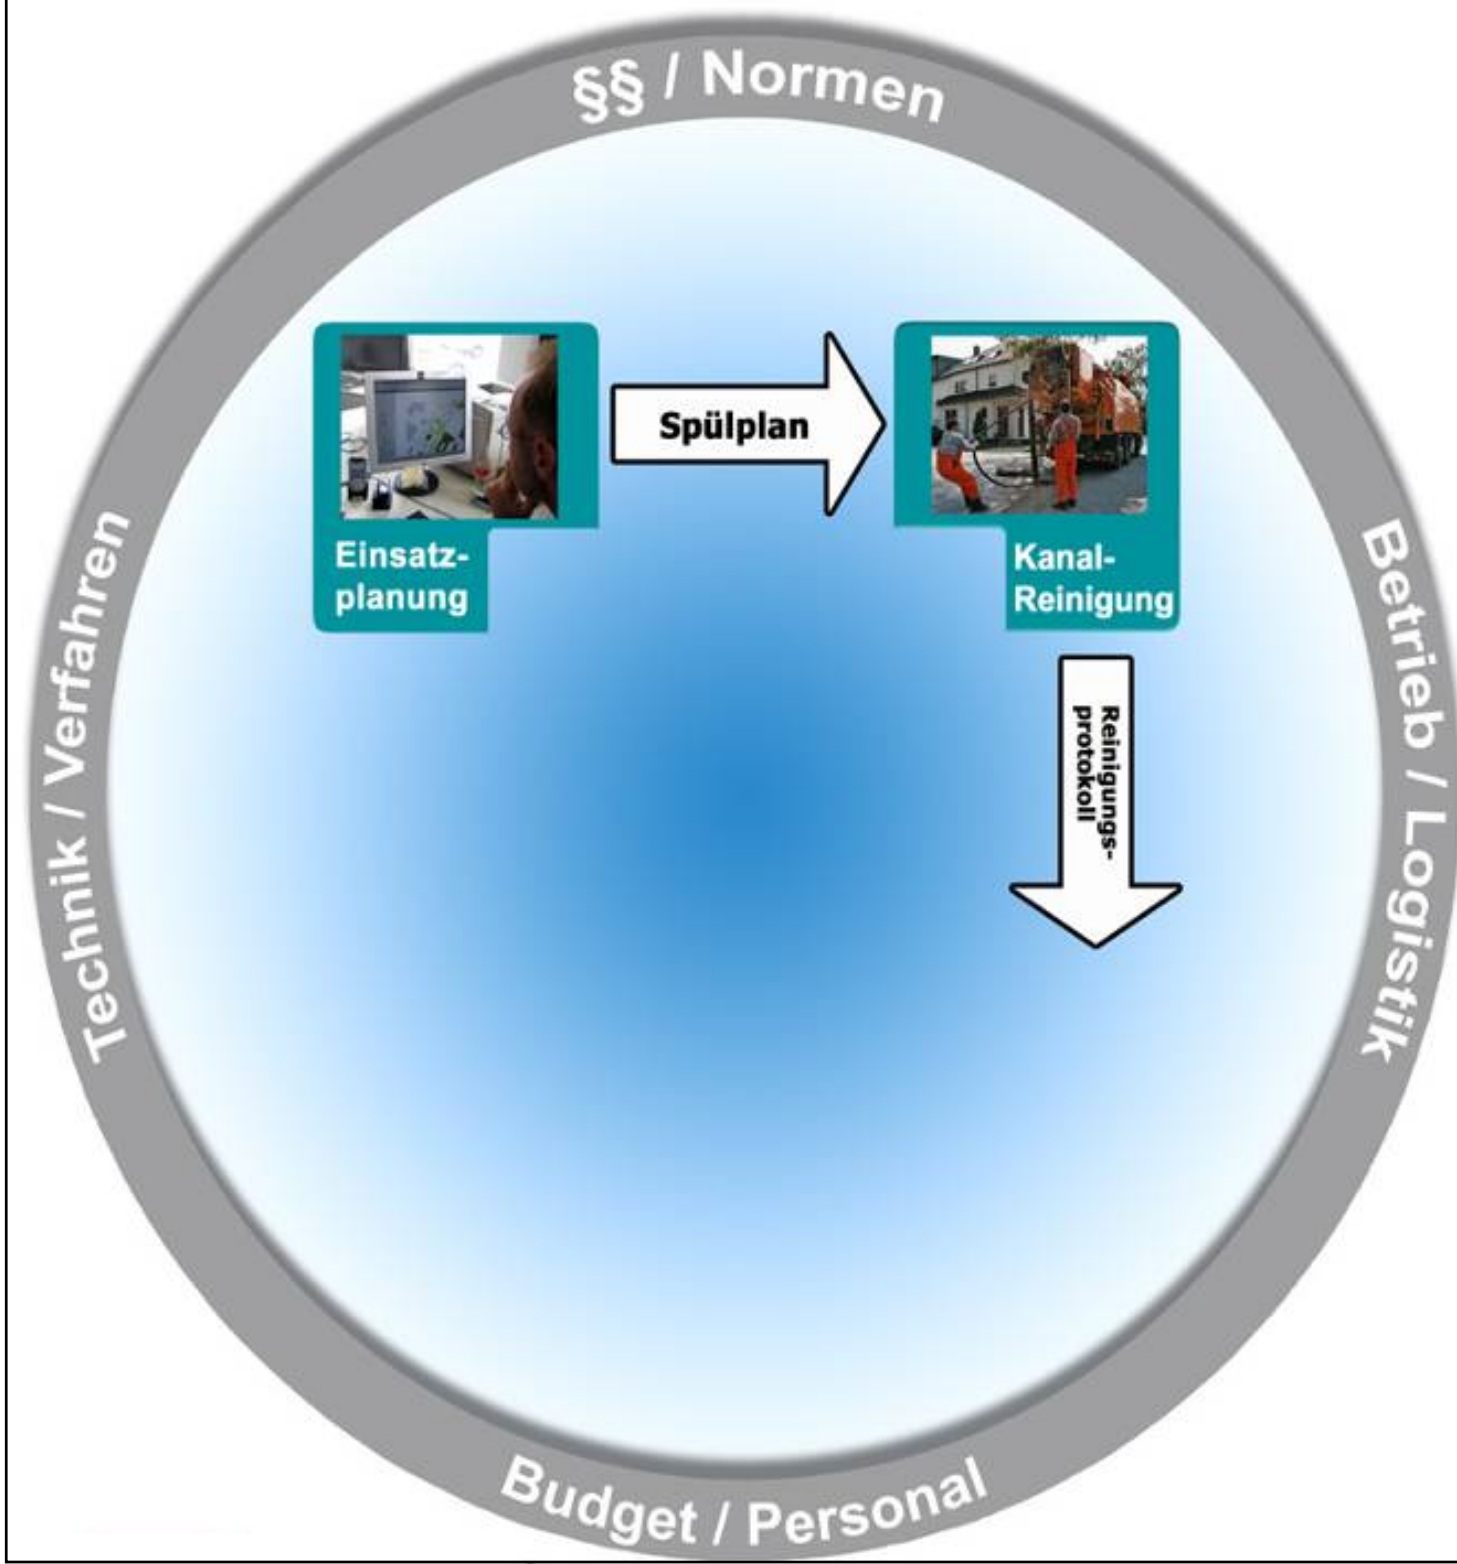 §§ / Normen
Spülplan
Einsatz-
planung
Kanal-
Reinigung
Technik / Verfahren
Betrieb / Logistik
Reinigungs-
protokoll
Budget / Personal